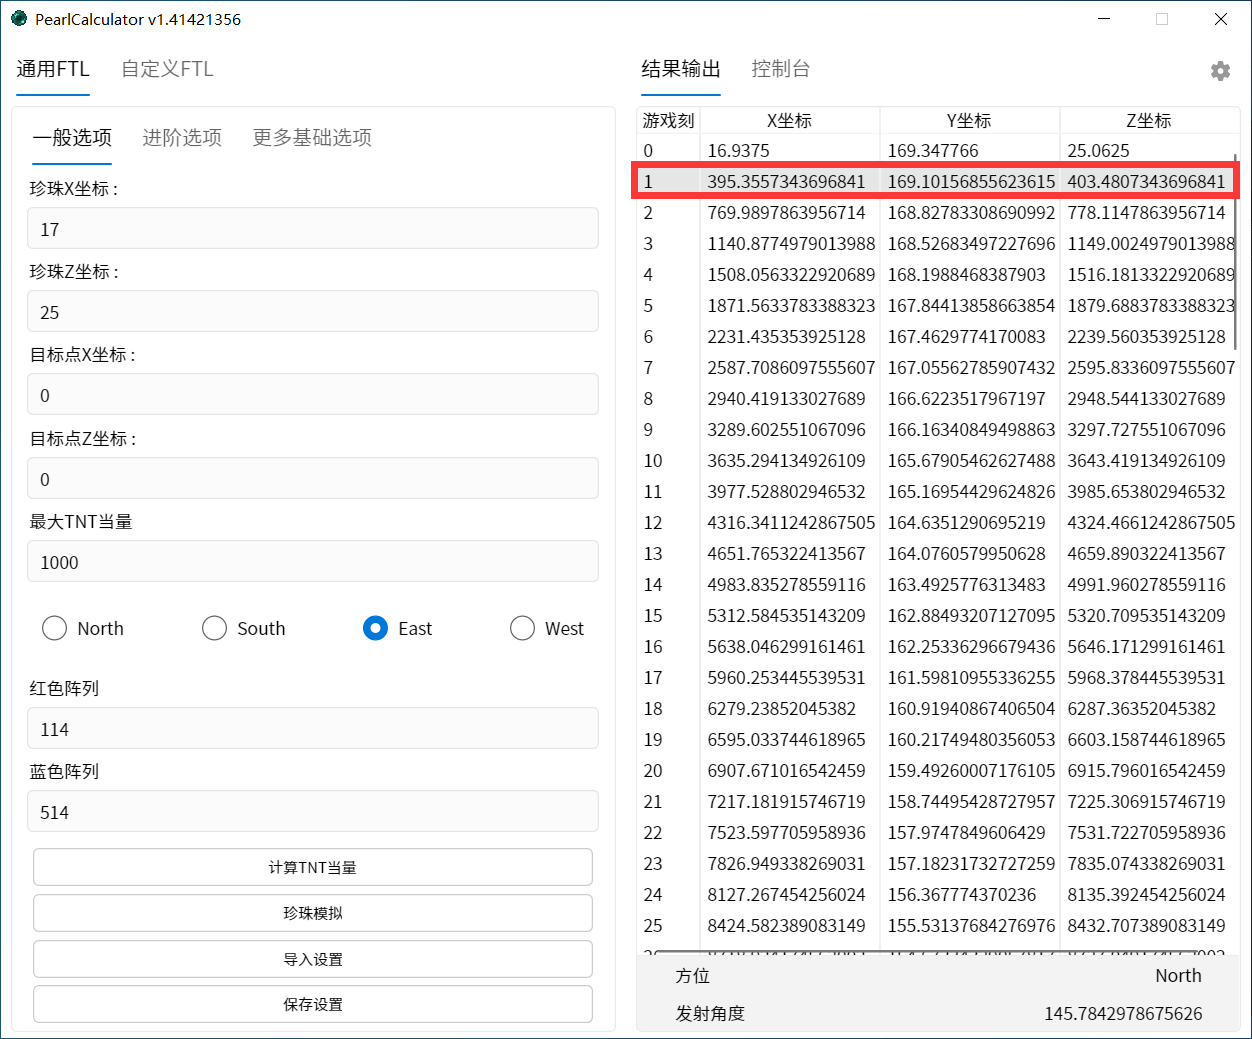 PearlCalculator v1.41421356
通用FTL 自定义FTL
一般选项 进阶选项 更多基础选项
珍珠X坐标 :
17
珍珠Z坐标 :
25
目标点X坐标 :
0
目标点Z坐标 :
0
最大TNT当量
1000
North South East West
红色阵列
114
蓝色阵列
514
计算TNT当量
珍珠模拟
导入设置
保存设置
结果输出 控制台
游戏刻 X坐标 Y坐标 Z坐标
0 16.9375 169.347766 25.0625
1 395.3557343696841 169.10156855623615 403.4807343696841
2 769.9897863956714 168.82783308690992 778.1147863956714
3 1140.8774979013988 168.52683497227696 1149.0024979013988
4 1508.0563322920689 168.1988468387903 1516.1813322920689
5 1871.5633783388323 167.84413858663854 1879.6883783388323
6 2231.435353925128 167.4629774170083 2239.560353925128
7 2587.7086097555607 167.05562785907432 2595.8336097555607
8 2940.419133027689 166.6223517967197 2948.544133027689
9 3289.602551067096 166.16340849498863 3297.727551067096
10 3635.294134926109 165.67905462627488 3643.419134926109
11 3977.528802946532 165.16954429624826 3985.653802946532
12 4316.3411242867505 164.6351290695219 4324.4661242867505
13 4651.765322413567 164.0760579950628 4659.890322413567
14 4983.835278559116 163.4925776313483 4991.960278559116
15 5312.584535143209 162.88493207127095 5320.709535143209
16 5638.046299161461 162.25336296679436 5646.171299161461
17 5960.253445539531 161.59810955336255 5968.378445539531
18 6279.23852045382 160.91940867406504 6287.36352045382
19 6595.033744618965 160.21749480356053 6603.158744618965
20 6907.671016542459 159.49260007176105 6915.796016542459
21 7217.181915746719 158.74495428727957 7225.306915746719
22 7523.597705958936 157.9747849606429 7531.722705958936
23 7826.949338269031 157.18231732727259 7835.074338269031
24 8127.267454256024 156.367774370236 8135.392454256024
25 8424.582389083149 155.53137684276976 8432.707389083149
方位 North
发射角度 145.7842978675626